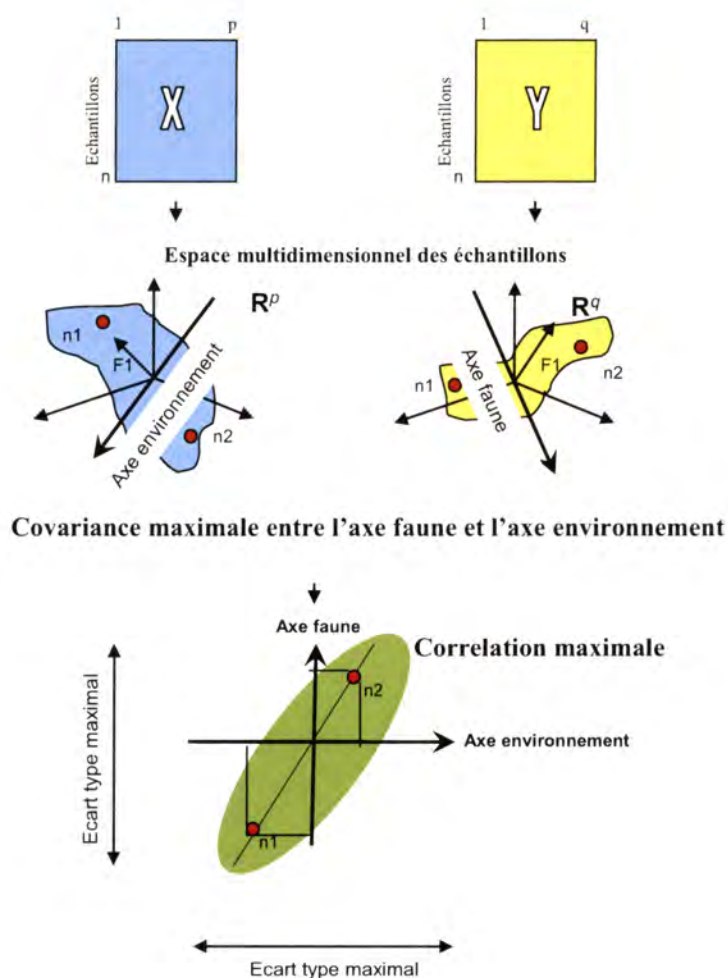 1 p
Echantillons
X
n
1 q
Echantillons
Y
n
Espace multidimensionnel des échantillons
Rp
n1
F1
Axe environnement
n2
Rq
n1
Axe faune
F1
n2
Covariance maximale entre l'axe faune et l'axe environnement
Axe faune
Correlation maximale
n2
Axe environnement
Ecart type maximal
n1
Ecart type maximal